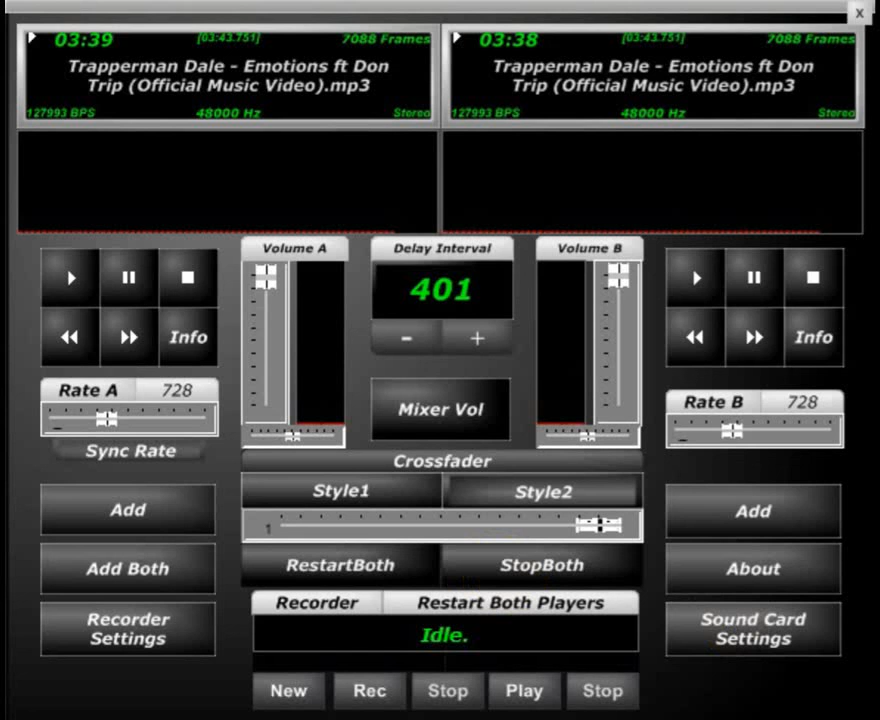 X
03:39 [03:43.751] 7088 Frames
Trapperman Dale - Emotions ft Don
Trip (Official Music Video).mp3
127993 BPS 48000 Hz Stereo
03:38 [03:43.751] 7088 Frames
Trapperman Dale - Emotions ft Don
Trip (Official Music Video).mp3
127993 BPS 48000 Hz Stereo
Volume A
Delay Interval
Volume B
401
- +
Info
Info
Mixer Vol
Rate A 728
Rate B 728
Sync Rate
Crossfader
Style1 Style2
1
Add
Add
RestartBoth StopBoth
Add Both
About
Recorder
Settings
Recorder Restart Both Players
Idle.
Sound Card
Settings
New Rec Stop Play Stop